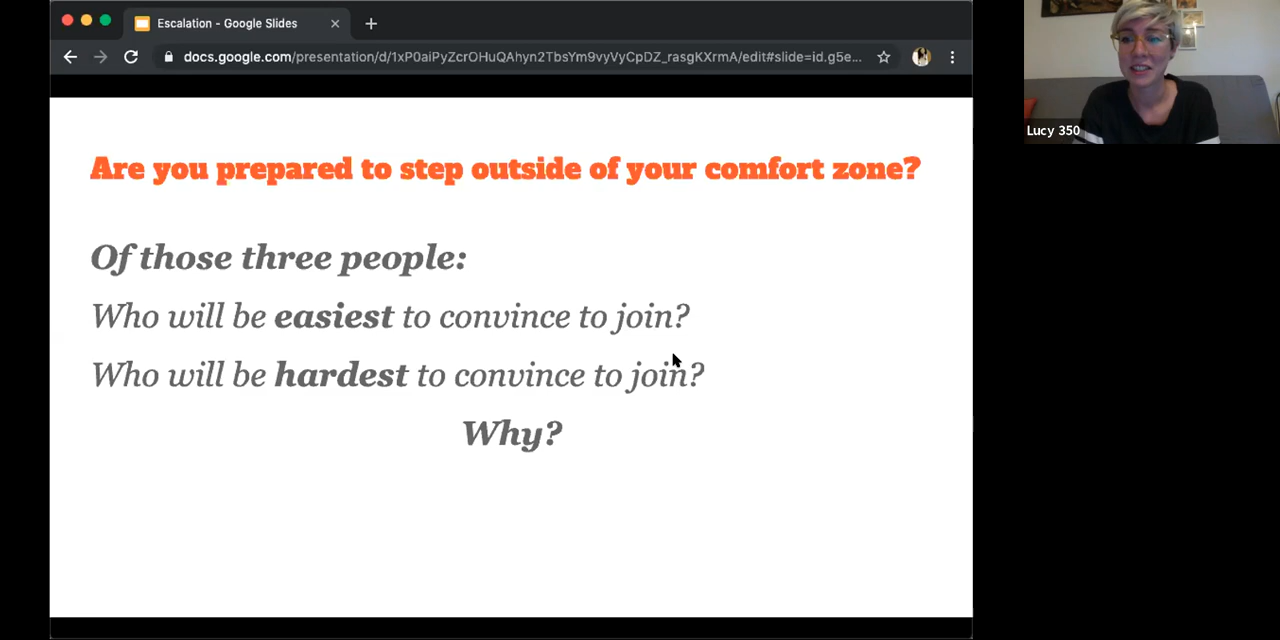 Escalation - Google Slides
docs.google.com/presentation/d/1xP0aiPyZcrOHuQAhyn2TbsYm9vyVyCpDZ_rasgKXrmA/edit#slide=id.g5e...
Lucy 350
Are you prepared to step outside of your comfort zone?
Of those three people:
Who will be easiest to convince to join?
Who will be hardest to convince to join?
Why?